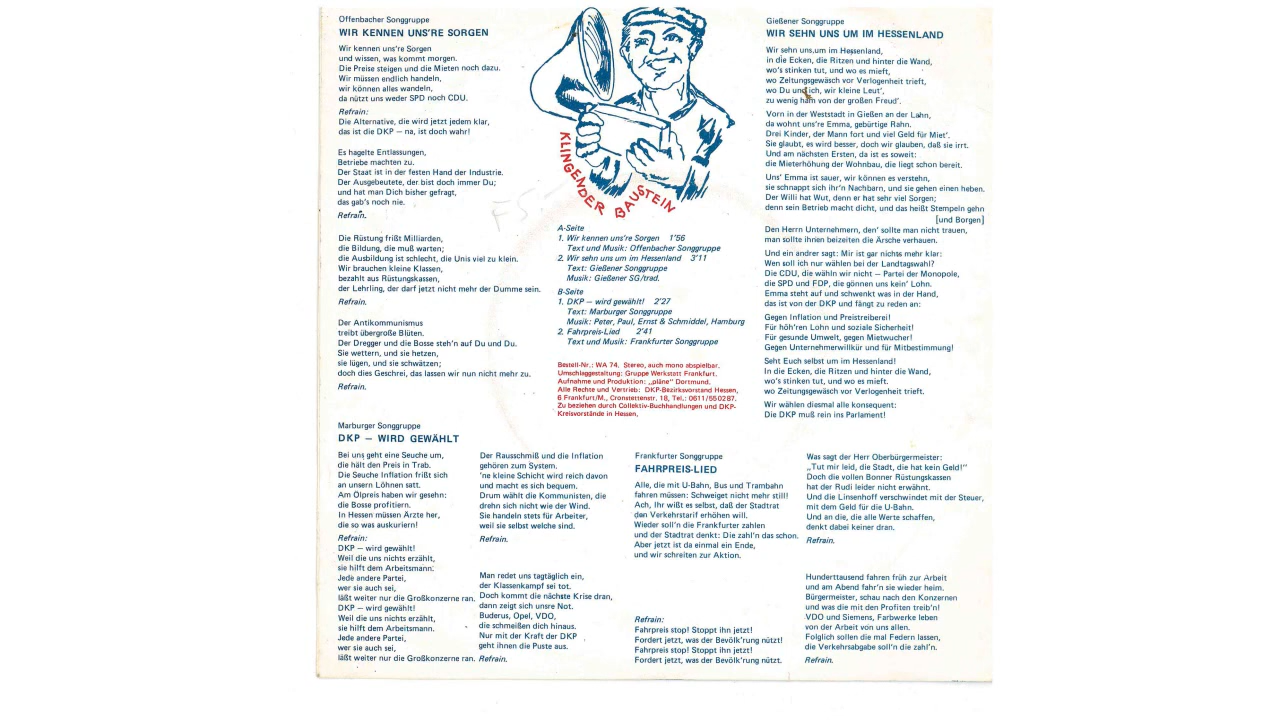 Offenbacher Songgruppe
WIR KENNEN UNS'RE SORGEN
Wir kennen uns're Sorgen
und wissen, was kommt morgen.
Die Preise steigen und die Mieten noch dazu.
Wir müssen endlich handeln,
wir können alles wandeln,
da nützt uns weder SPD noch CDU.
Refrain:
Die Alternative, die wird jetzt jedem klar,
das ist die DKP — na, ist doch wahr!
Es hagelte Entlassungen,
Betriebe machten zu.
Der Staat ist in der festen Hand der Industrie.
Der Ausgebeutete, der bist doch immer Du;
und hat man Dich bisher gefragt,
das gab's noch nie.
Refrain.
Die Rüstung frißt Milliarden,
die Bildung, die muß warten;
die Ausbildung ist schlecht, die Unis viel zu klein.
Wir brauchen kleine Klassen,
bezahlt aus Rüstungskassen,
der Lehrling, der darf jetzt nicht mehr der Dumme sein.
Refrain.
Der Antikommunismus
treibt übergroße Blüten.
Der Dregger und die Bosse steh'n auf Du und Du.
Sie wettern, und sie hetzen,
sie lügen, und sie schwätzen;
doch dies Geschrei, das lassen wir nun nicht mehr zu.
Refrain.
KLINGENDER BAUSTEIN
A-Seite
1. Wir kennen uns're Sorgen 1'56
Text und Musik: Offenbacher Songgruppe
2. Wir sehn uns um im Hessenland 3'11
Text: Gießener Songgruppe
Musik: Gießener SG/trad.
B-Seite
1. DKP — wird gewählt! 2'27
Text: Marburger Songgruppe
Musik: Peter, Paul, Ernst & Schmiddel, Hamburg
2. Fahrpreis-Lied 2'41
Text und Musik: Frankfurter Songgruppe
Bestell-Nr.: WA 74. Stereo, auch mono abspielbar.
Umschlaggestaltung: Gruppe Werkstatt Frankfurt.
Aufnahme und Produktion: „pläne" Dortmund.
Alle Rechte und Vertrieb: DKP-Bezirksvorstand Hessen,
6 Frankfurt/M., Cronstettenstr. 18, Tel.: 0611/550287.
Zu beziehen durch Collektiv-Buchhandlungen und DKP-
Kreisvorstände in Hessen.
Gießener Songgruppe
WIR SEHN UNS UM IM HESSENLAND
Wir sehn uns um im Hessenland,
in die Ecken, die Ritzen und hinter die Wand,
wo's stinken tut, und wo es mieft,
wo Zeitungsgewäsch vor Verlogenheit trieft,
wo Du und ich, wir kleine Leut',
zu wenig ham von der großen Freud'.
Vorn in der Weststadt in Gießen an der Lahn,
da wohnt uns're Emma, gebürtige Rahn.
Drei Kinder, der Mann fort und viel Geld für Miet'.
Sie glaubt, es wird besser, doch wir glauben, daß sie irrt.
Und am nächsten Ersten, da ist es soweit:
die Mieterhöhung der Wohnbau, die liegt schon bereit.
Uns' Emma ist sauer, wir können es verstehn,
sie schnappt sich ihr'n Nachbarn, und sie gehen einen heben.
Der Willi hat Wut, denn er hat sehr viel Sorgen;
denn sein Betrieb macht dicht, und das heißt Stempeln gehn
[und Borgen]
Den Herrn Unternehmern, den' sollte man nicht trauen,
man sollte ihnen beizeiten die Ärsche verhauen.
Und ein andrer sagt: Mir ist gar nichts mehr klar:
Wen soll ich nur wählen bei der Landtagswahl?
Die CDU, die wähln wir nicht — Partei der Monopole,
die SPD und FDP, die gönnen uns kein' Lohn.
Emma steht auf und schwenkt was in der Hand,
das ist von der DKP und fängt zu reden an:
Gegen Inflation und Preistreiberei!
Für höh'ren Lohn und soziale Sicherheit!
Für gesunde Umwelt, gegen Mietwucher!
Gegen Unternehmerwillkür und für Mitbestimmung!
Seht Euch selbst um im Hessenland!
In die Ecken, die Ritzen und hinter die Wand,
wo's stinken tut, und wo es mieft.
wo Zeitungsgewäsch vor Verlogenheit trieft.
Wir wählen diesmal alle konsequent:
Die DKP muß rein ins Parlament!
Marburger Songgruppe
DKP — WIRD GEWÄHLT
Bei uns geht eine Seuche um,
die hält den Preis in Trab.
Die Seuche Inflation frißt sich
an unsern Löhnen satt.
Am Ölpreis haben wir gesehn:
die Bosse profitiern.
In Hessen müssen Ärzte her,
die so was auskuriern!
Refrain:
DKP — wird gewählt!
Weil die uns nichts erzählt,
sie hilft dem Arbeitsmann.
Jede andere Partei,
wer sie auch sei,
läßt weiter nur die Großkonzerne ran.
DKP — wird gewählt!
Weil die uns nichts erzählt,
sie hilft dem Arbeitsmann.
Jede andere Partei,
wer sie auch sei,
läßt weiter nur die Großkonzerne ran.
Der Rausschmiß und die Inflation
gehören zum System.
'ne kleine Schicht wird reich davon
und macht es sich bequem.
Drum wählt die Kommunisten, die
drehn sich nicht wie der Wind.
Sie handeln stets für Arbeiter,
weil sie selbst welche sind.
Refrain.
Man redet uns tagtäglich ein,
der Klassenkampf sei tot.
Doch kommt die nächste Krise dran,
dann zeigt sich unsre Not.
Buderus, Opel, VDO,
die schmeißen dich hinaus.
Nur mit der Kraft der DKP
geht ihnen die Puste aus.
Refrain.
Frankfurter Songgruppe
FAHRPREIS-LIED
Alle, die mit U-Bahn, Bus und Trambahn
fahren müssen: Schweiget nicht mehr still!
Ach, Ihr wißt es selbst, daß der Stadtrat
den Verkehrstarif erhöhen will.
Wieder soll'n die Frankfurter zahlen
und der Stadtrat denkt: Die zahl'n das schon.
Aber jetzt ist da einmal ein Ende,
und wir schreiten zur Aktion.
Refrain:
Fahrpreis stop! Stoppt ihn jetzt!
Fordert jetzt, was der Bevölk'rung nützt!
Fahrpreis stop! Stoppt ihn jetzt!
Fordert jetzt, was der Bevölk'rung nützt.
Was sagt der Herr Oberbürgermeister:
„Tut mir leid, die Stadt, die hat kein Geld!"
Doch die vollen Bonner Rüstungskassen
hat der Rudi leider nicht erwähnt.
Und die Linsenhoff verschwindet mit der Steuer,
mit dem Geld für die U-Bahn.
Und an die, die alle Werte schaffen,
denkt dabei keiner dran.
Refrain.
Hunderttausend fahren früh zur Arbeit
und am Abend fahr'n sie wieder heim.
Bürgermeister, schau nach den Konzernen
und was die mit den Profiten treib'n!
VDO und Siemens, Farbwerke leben
von der Arbeit von uns allen.
Folglich sollen die mal Federn lassen,
die Verkehrsabgabe soll'n die zahl'n.
Refrain.